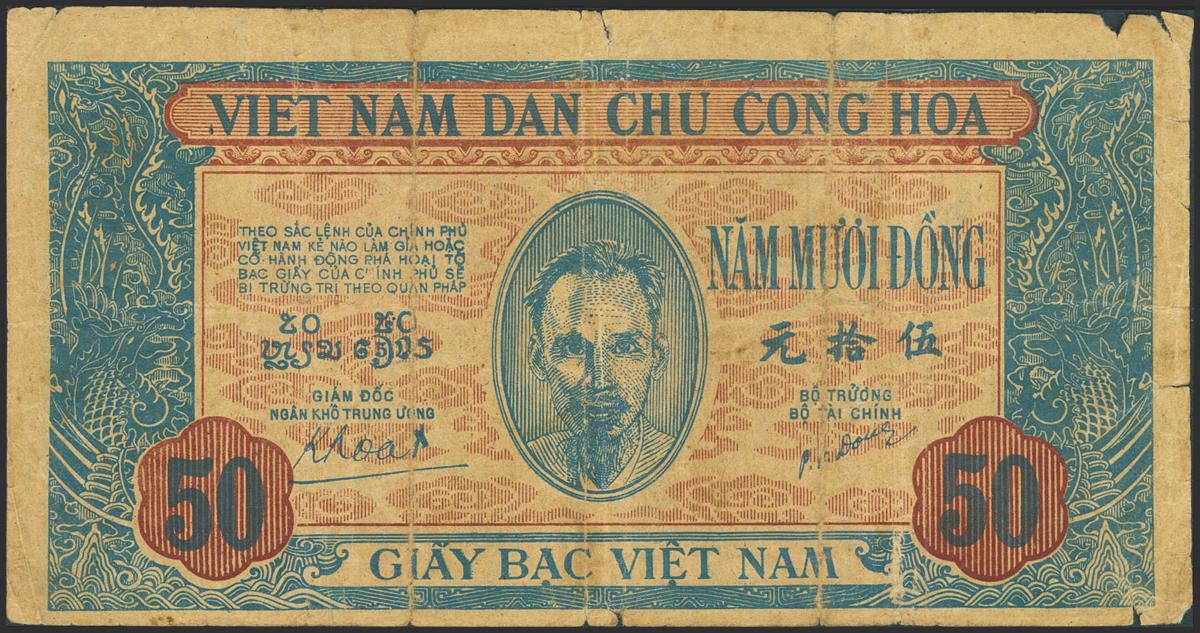 VIET NAM DAN CHU CONG HOA
THEO SẮC LỆNH CỦA CHÍNH PHỦ
VIỆT NAM KẺ NÀO LÀM GIẢ HOẶC
CÓ HÀNH ĐỘNG PHÁ HOẠI TỜ
BẠC GIẤY CỦA CHÍNH PHỦ SẼ
BỊ TRỪNG TRỊ THEO QUÂN PHÁP
NĂM MƯƠI ĐỒNG
元拾伍
GIÁM ĐỐC
NGÂN KHỐ TRUNG ƯƠNG
BỘ TRƯỞNG
BỘ TÀI CHÍNH
50
50
GIẤY BẠC VIỆT NAM